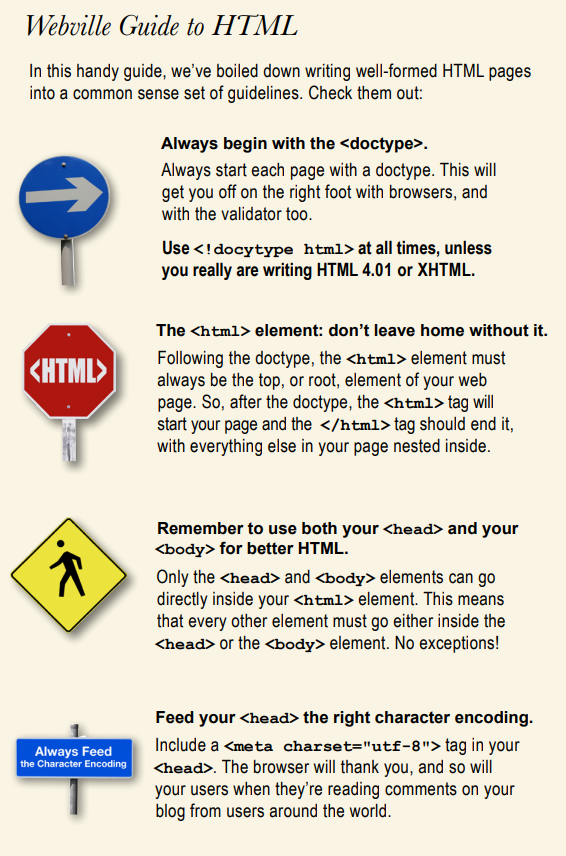 Webville Guide to HTML
In this handy guide, we've boiled down writing well-formed HTML pages
into a common sense set of guidelines. Check them out:
Always begin with the <doctype>.
Always start each page with a doctype. This will
get you off on the right foot with browsers, and
with the validator too.
Use <!docytype html> at all times, unless
you really are writing HTML 4.01 or XHTML.
<HTML>
The <html> element: don't leave home without it.
Following the doctype, the <html> element must
always be the top, or root, element of your web
page. So, after the doctype, the <html> tag will
start your page and the </html> tag should end it,
with everything else in your page nested inside.
Remember to use both your <head> and your
<body> for better HTML.
Only the <head> and <body> elements can go
directly inside your <html> element. This means
that every other element must go either inside the
<head> or the <body> element. No exceptions!
Always Feed
the Character Encoding
Feed your <head> the right character encoding.
Include a <meta charset="utf-8"> tag in your
<head>. The browser will thank you, and so will
your users when they're reading comments on your
blog from users around the world.